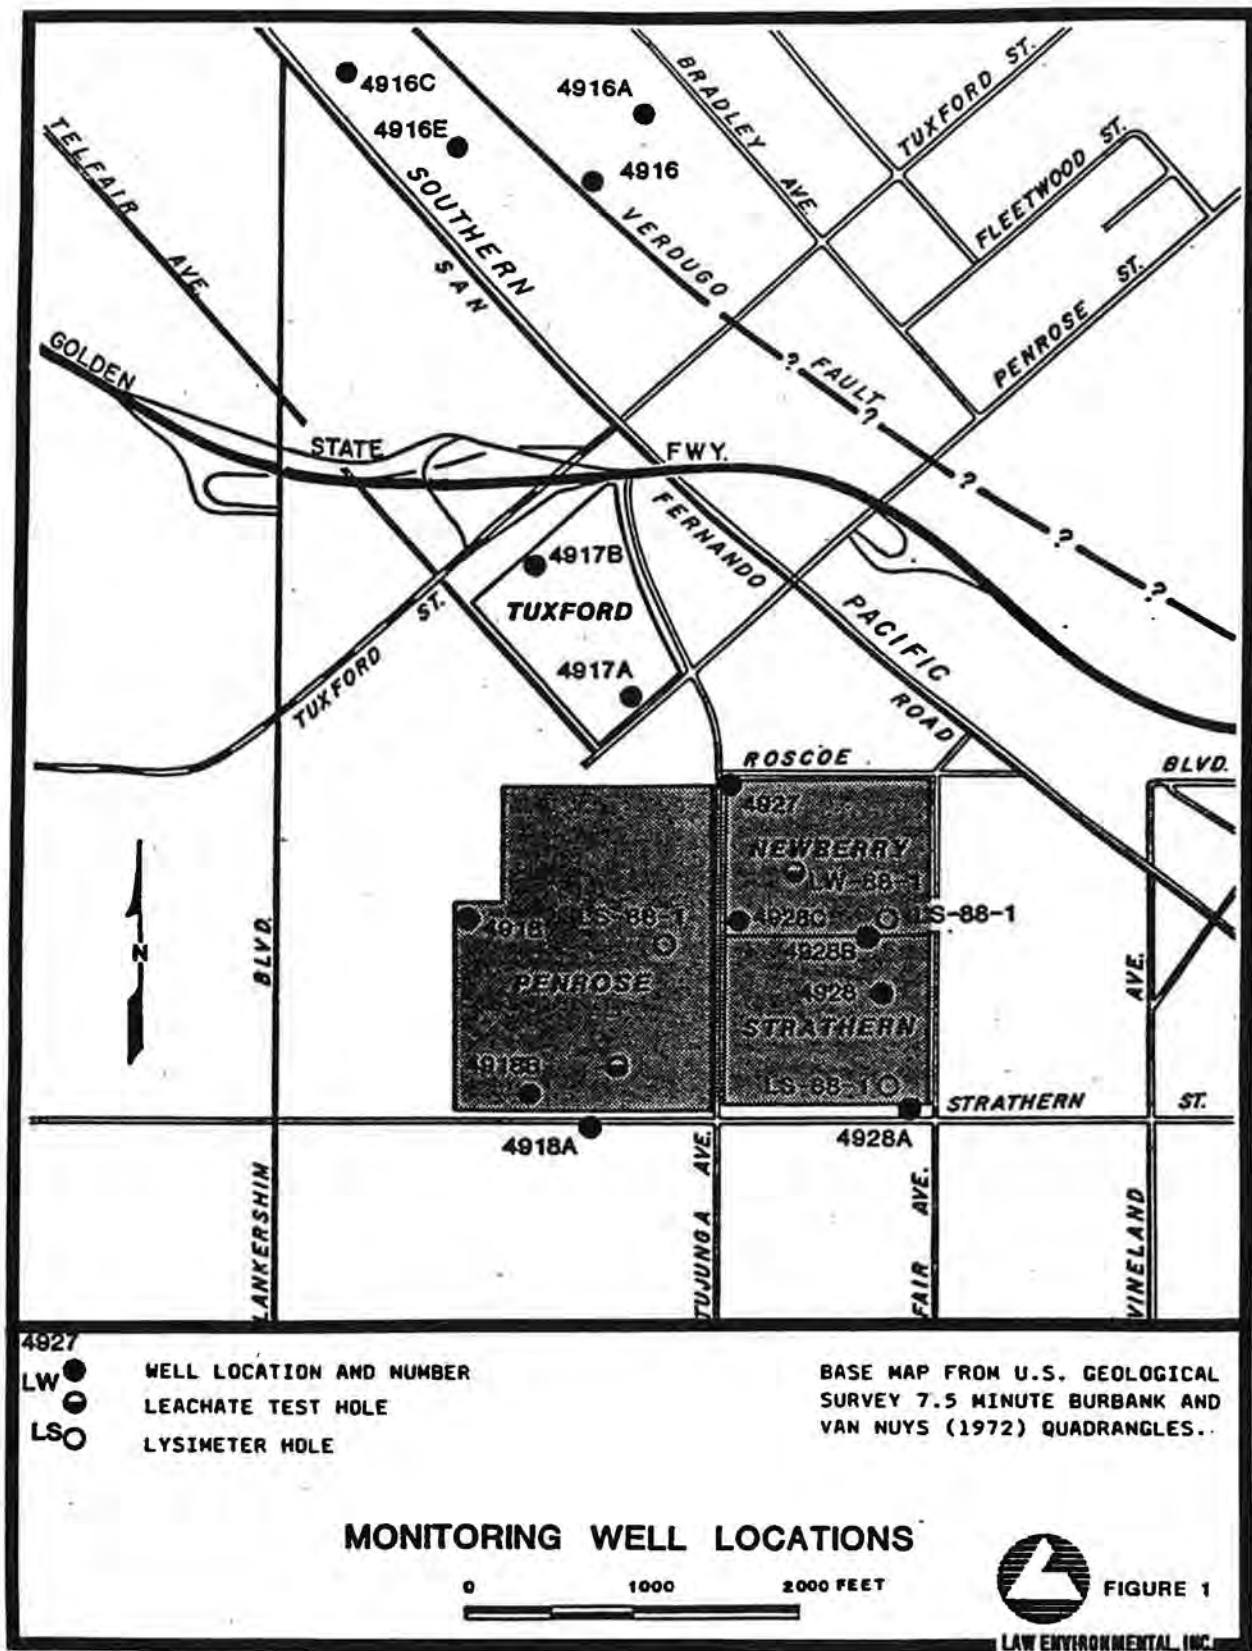 4916C
4916A
4916E
4916
BRADLEY AVE.
TUXFORD ST.
FLEETWOOD ST.
PENROSE ST.
TELFAIR AVE.
SOUTHERN
SAN
VERDUGO
FAULT
? ? ? ? ?
GOLDEN
STATE
FWY.
FERNANDO
PACIFIC
ROAD
4917B
TUXFORD
4917A
TUXFORD ST.
ROSCOE
BLVD.
4927
NEWBERRY
LW-88-1
4918
LS-88-1
4928C
LS-88-1
4928B
PENROSE
4928
STRATHERN
4918B
LS-88-1
N
STRATHERN ST.
4918A
4928A
LANKERSHIM BLVD.
TUJUNGA AVE.
FAIR AVE.
VINELAND AVE.
4927
WELL LOCATION AND NUMBER
LW
LEACHATE TEST HOLE
LS
LYSIMETER HOLE
BASE MAP FROM U.S. GEOLOGICAL
SURVEY 7.5 MINUTE BURBANK AND
VAN NUYS (1972) QUADRANGLES.
MONITORING WELL LOCATIONS
0 1000 2000 FEET
FIGURE 1
LAW ENVIRONMENTAL, INC.